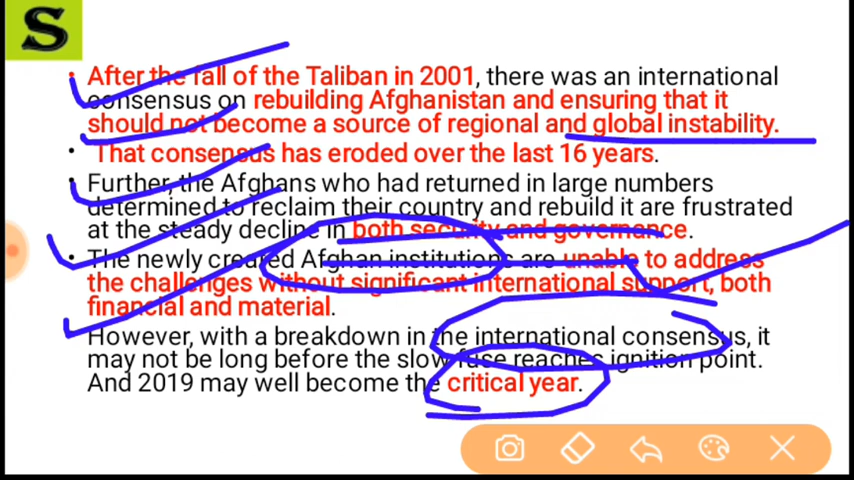 S
• After the fall of the Taliban in 2001, there was an international
consensus on rebuilding Afghanistan and ensuring that it
should not become a source of regional and global instability.
• That consensus has eroded over the last 16 years.
• Further, the Afghans who had returned in large numbers
determined to reclaim their country and rebuild it are frustrated
at the steady decline in both security and governance.
• The newly created Afghan institutions are unable to address
the challenges without significant international support, both
financial and material.
However, with a breakdown in the international consensus, it
may not be long before the slow fuse reaches ignition point.
And 2019 may well become the critical year.